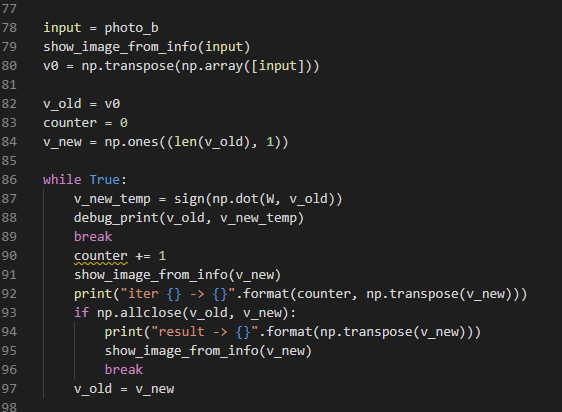 77
78 input = photo_b
79 show_image_from_info(input)
80 v0 = np.transpose(np.array([input]))
81
82 v_old = v0
83 counter = 0
84 v_new = np.ones((len(v_old), 1))
85
86 while True:
87     v_new_temp = sign(np.dot(W, v_old))
88     debug_print(v_old, v_new_temp)
89     break
90     counter += 1
91     show_image_from_info(v_new)
92     print("iter {} -> {}".format(counter, np.transpose(v_new)))
93     if np.allclose(v_old, v_new):
94         print("result -> {}".format(np.transpose(v_new)))
95         show_image_from_info(v_new)
96         break
97     v_old = v_new
98